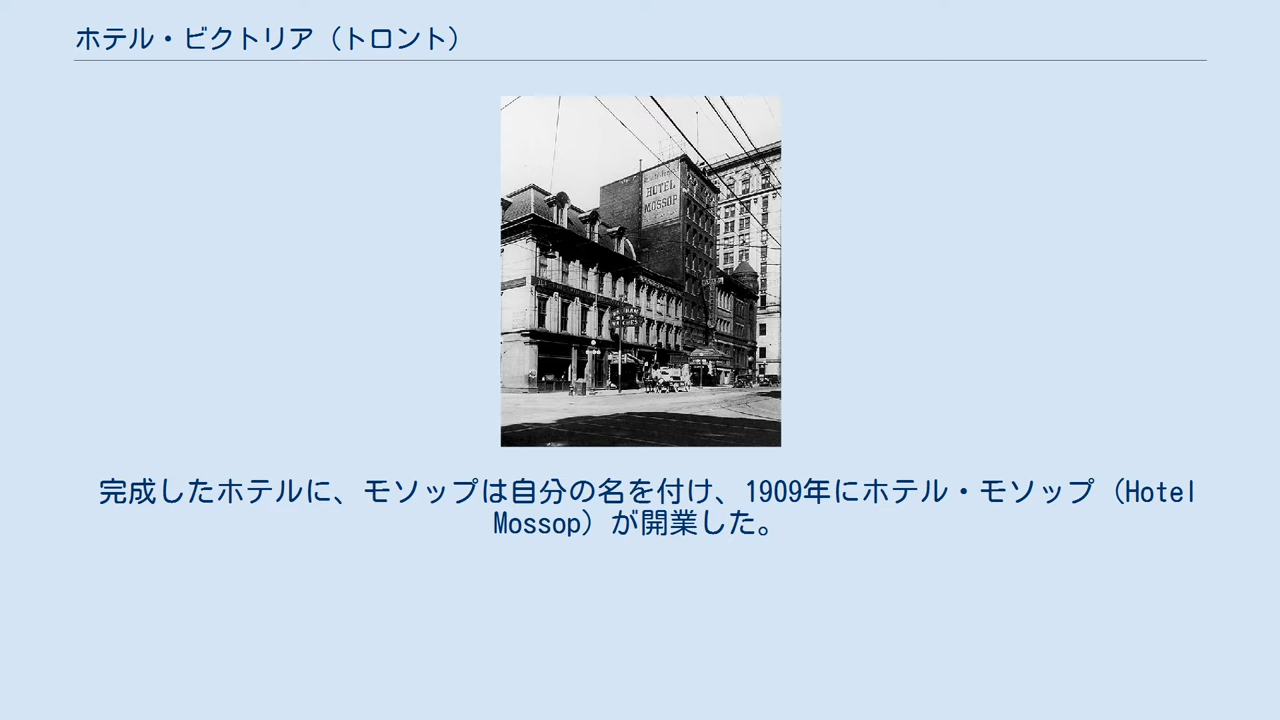 ホテル・ビクトリア（トロント）
HOTEL
MOSSOP
完成したホテルに、モソップは自分の名を付け、1909年にホテル・モソップ（Hotel
Mossop）が開業した。